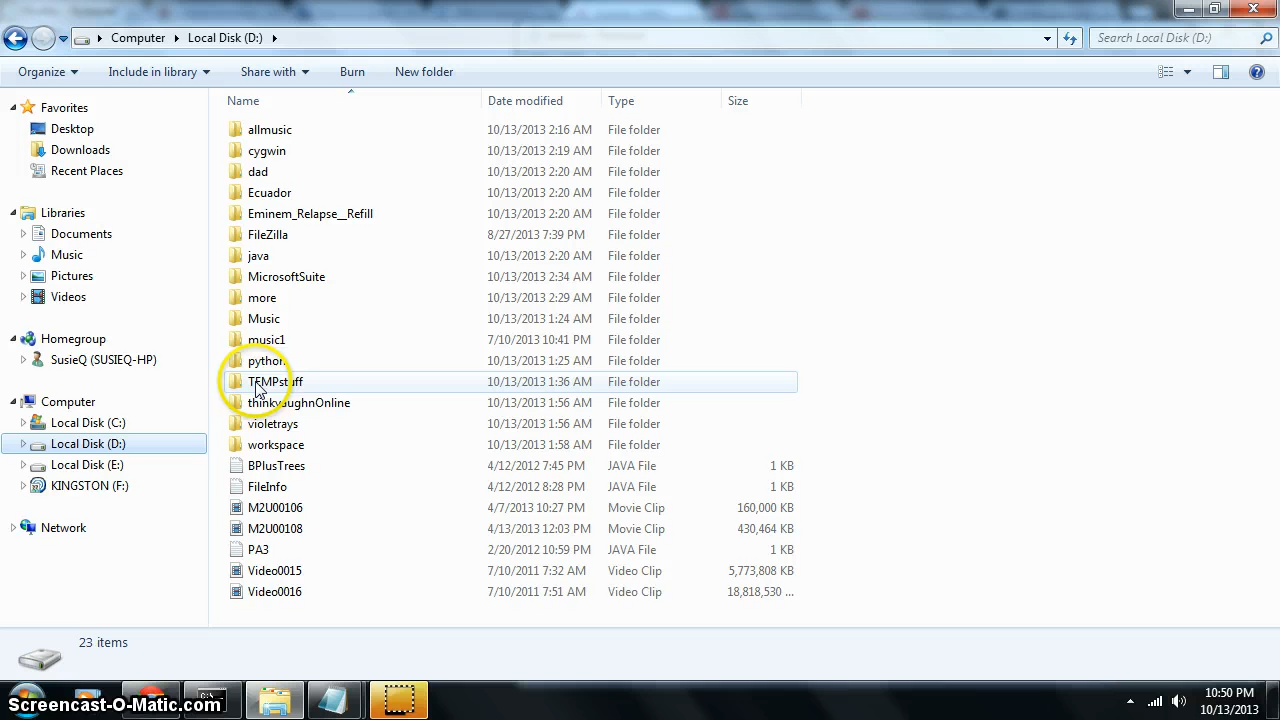 Computer Local Disk (D:) Search Local Disk (D:)
Organize Include in library Share with Burn New folder
Name Date modified Type Size
Favorites
Desktop
Downloads
Recent Places
Libraries
Documents
Music
Pictures
Videos
Homegroup
SusieQ (SUSIEQ-HP)
Computer
Local Disk (C:)
Local Disk (D:)
Local Disk (E:)
KINGSTON (F:)
Network
allmusic 10/13/2013 2:16 AM File folder
cygwin 10/13/2013 2:19 AM File folder
dad 10/13/2013 2:20 AM File folder
Ecuador 10/13/2013 2:20 AM File folder
Eminem_Relapse__Refill 10/13/2013 2:20 AM File folder
FileZilla 8/27/2013 7:39 PM File folder
java 10/13/2013 2:20 AM File folder
MicrosoftSuite 10/13/2013 2:34 AM File folder
more 10/13/2013 2:29 AM File folder
Music 10/13/2013 1:24 AM File folder
music1 7/10/2013 10:41 PM File folder
python 10/13/2013 1:25 AM File folder
TEMPstuff 10/13/2013 1:36 AM File folder
thinkvaughnOnline 10/13/2013 1:56 AM File folder
violetrays 10/13/2013 1:56 AM File folder
workspace 10/13/2013 1:58 AM File folder
BPlusTrees 4/12/2012 7:45 PM JAVA File 1 KB
FileInfo 4/12/2012 8:28 PM JAVA File 1 KB
M2U00106 4/7/2013 10:27 PM Movie Clip 160,000 KB
M2U00108 4/13/2013 12:03 PM Movie Clip 430,464 KB
PA3 2/20/2012 10:59 PM JAVA File 1 KB
Video0015 7/10/2011 7:32 AM Video Clip 5,773,808 KB
Video0016 7/10/2011 7:51 AM Video Clip 18,818,530 ...
23 items
Screencast-O-Matic.com
10:50 PM
10/13/2013